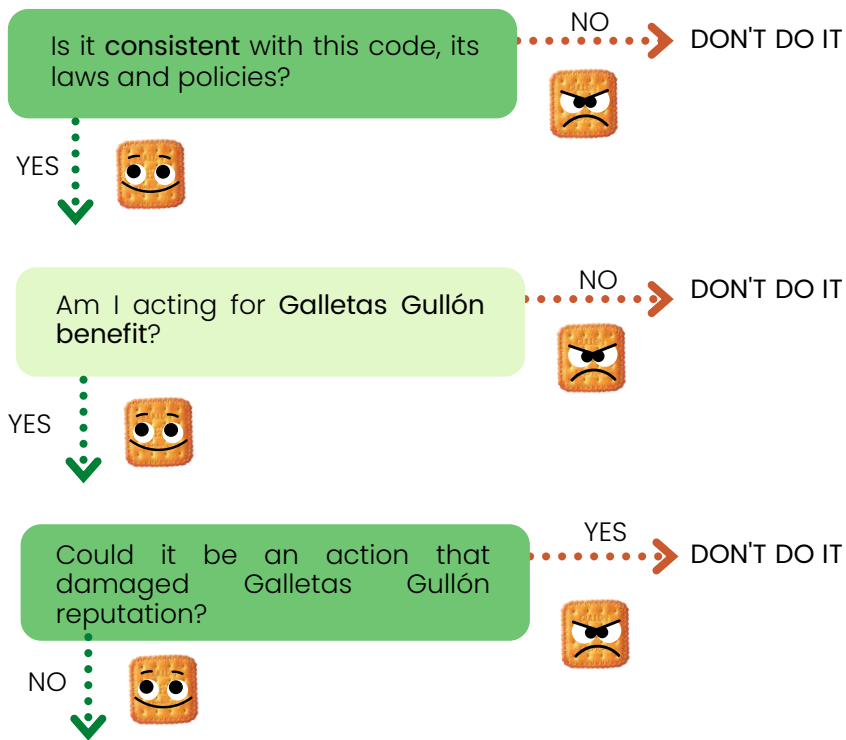 NO
Is it consistent with this code, its
DON'T DO IT
laws and policies?
YES
NO
Am I acting for Galletas Gullón
DON'T DO IT
benefit?
YES
YES
Could it be an action that
DON'T DO IT
damaged Galletas Gullón
reputation?
NO